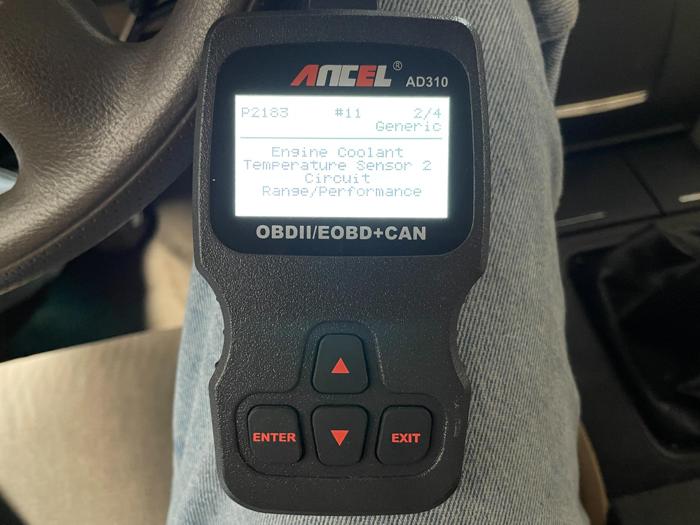 ANCEL®
AD310
P2183 #11 2/4
Generic
Engine Coolant
Temperature Sensor 2
Circuit
Range/Performance
OBDII/EOBD+CAN
ENTER
EXIT